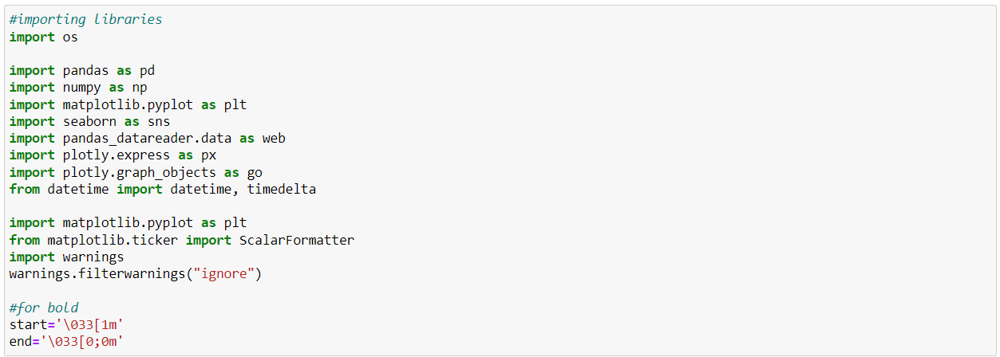 #importing libraries
import os
import pandas as pd
import numpy as np
import matplotlib.pyplot as plt
import seaborn as sns
import pandas_datareader.data as web
import plotly.express as px
import plotly.graph_objects as go
from datetime import datetime, timedelta
import matplotlib.pyplot as plt
from matplotlib.ticker import ScalarFormatter
import warnings
warnings.filterwarnings("ignore")
#for bold
start='\033[1m'
end='\033[0;0m'